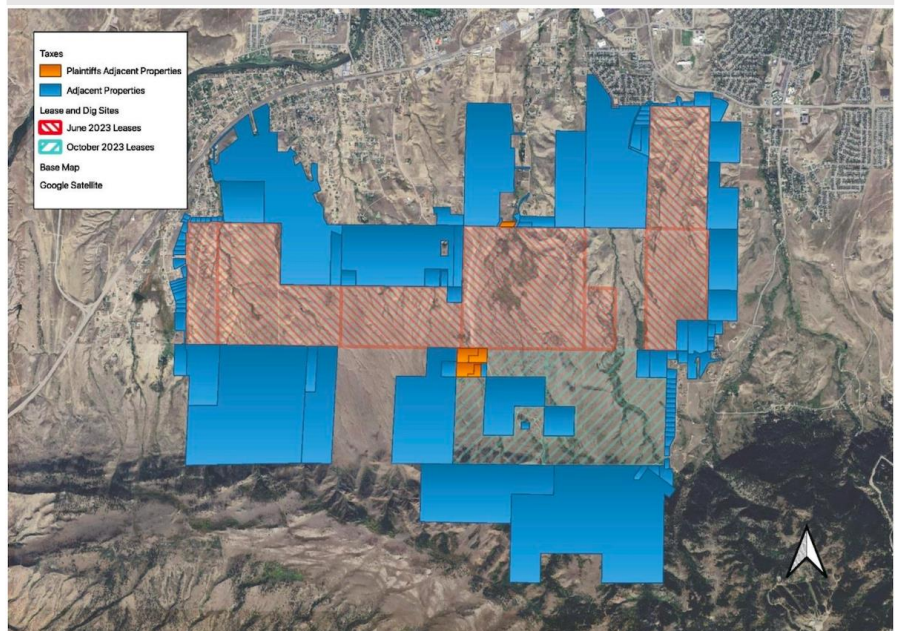 Taxes
Plaintiffs Adjacent Properties
Adjacent Properties
Lease and Dig Sites
June 2023 Leases
October 2023 Leases
Base Map
Google Satellite